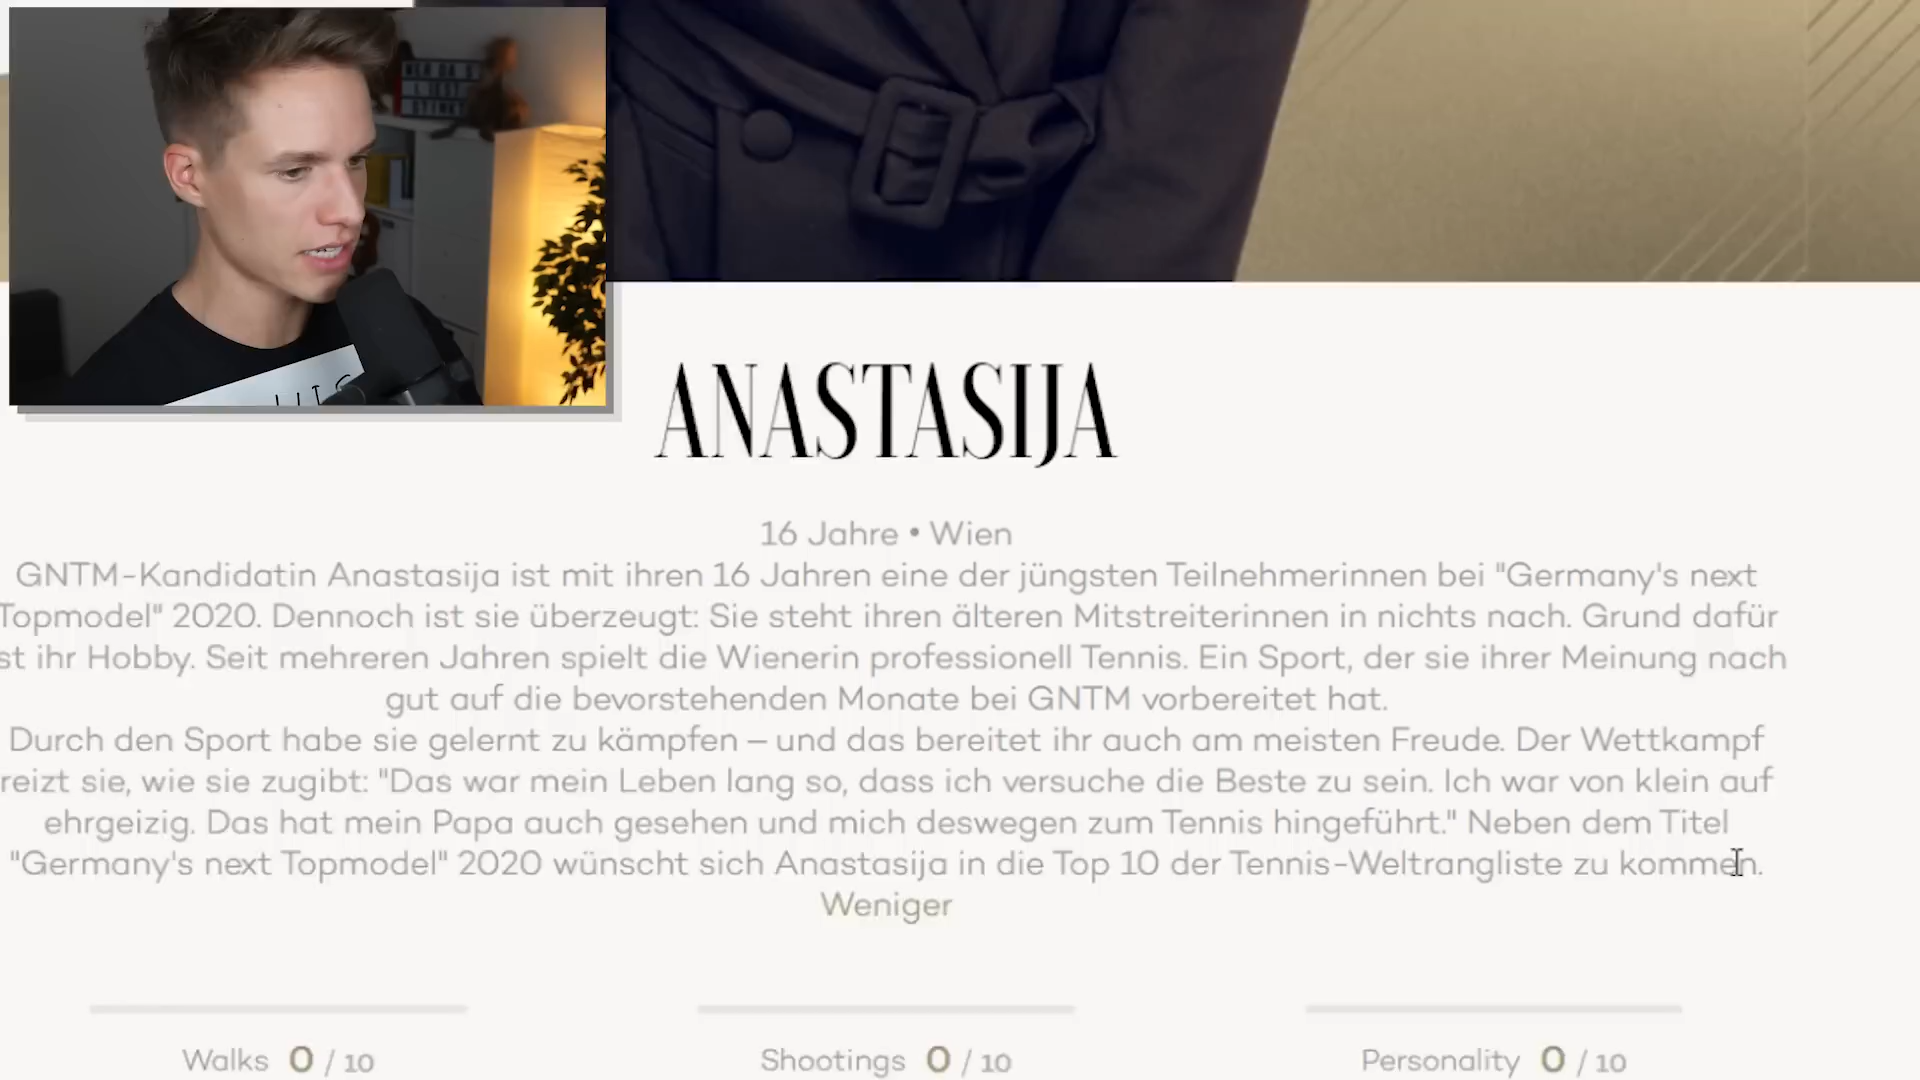 ANASTASIJA
16 Jahre • Wien
GNTM-Kandidatin Anastasija ist mit ihren 16 Jahren eine der jüngsten Teilnehmerinnen bei "Germany's next
Topmodel" 2020. Dennoch ist sie überzeugt: Sie steht ihren älteren Mitstreiterinnen in nichts nach. Grund dafür
st ihr Hobby. Seit mehreren Jahren spielt die Wienerin professionell Tennis. Ein Sport, der sie ihrer Meinung nach
gut auf die bevorstehenden Monate bei GNTM vorbereitet hat.
Durch den Sport habe sie gelernt zu kämpfen – und das bereitet ihr auch am meisten Freude. Der Wettkampf
reizt sie, wie sie zugibt: "Das war mein Leben lang so, dass ich versuche die Beste zu sein. Ich war von klein auf
ehrgeizig. Das hat mein Papa auch gesehen und mich deswegen zum Tennis hingeführt." Neben dem Titel
"Germany's next Topmodel" 2020 wünscht sich Anastasija in die Top 10 der Tennis-Weltrangliste zu kommen.
Weniger
Walks 0 / 10
Shootings 0 / 10
Personality 0 / 10